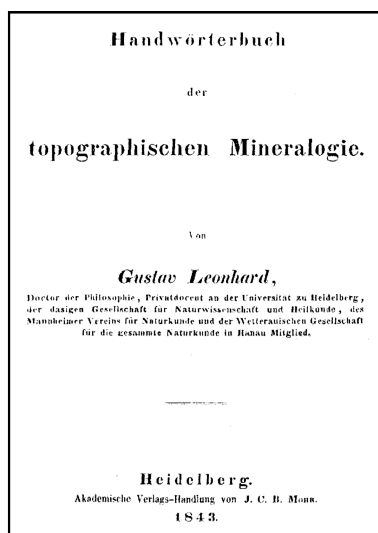 Handwörterbuch
der
topographischen Mineralogie.
Von
Gustav Leonhard,
Doctor der Philosophie, Privatdocent an der Universität zu Heidelberg,
der dasigen Gesellschaft für Naturwissenschaft und Heilkunde, des
Mannheimer Vereins für Naturkunde und der Wetterauischen Gesellschaft
für die gesammte Naturkunde in Hanau Mitglied.
Heidelberg.
Akademische Verlags-Handlung von J. C. B. Mohr.
1843.